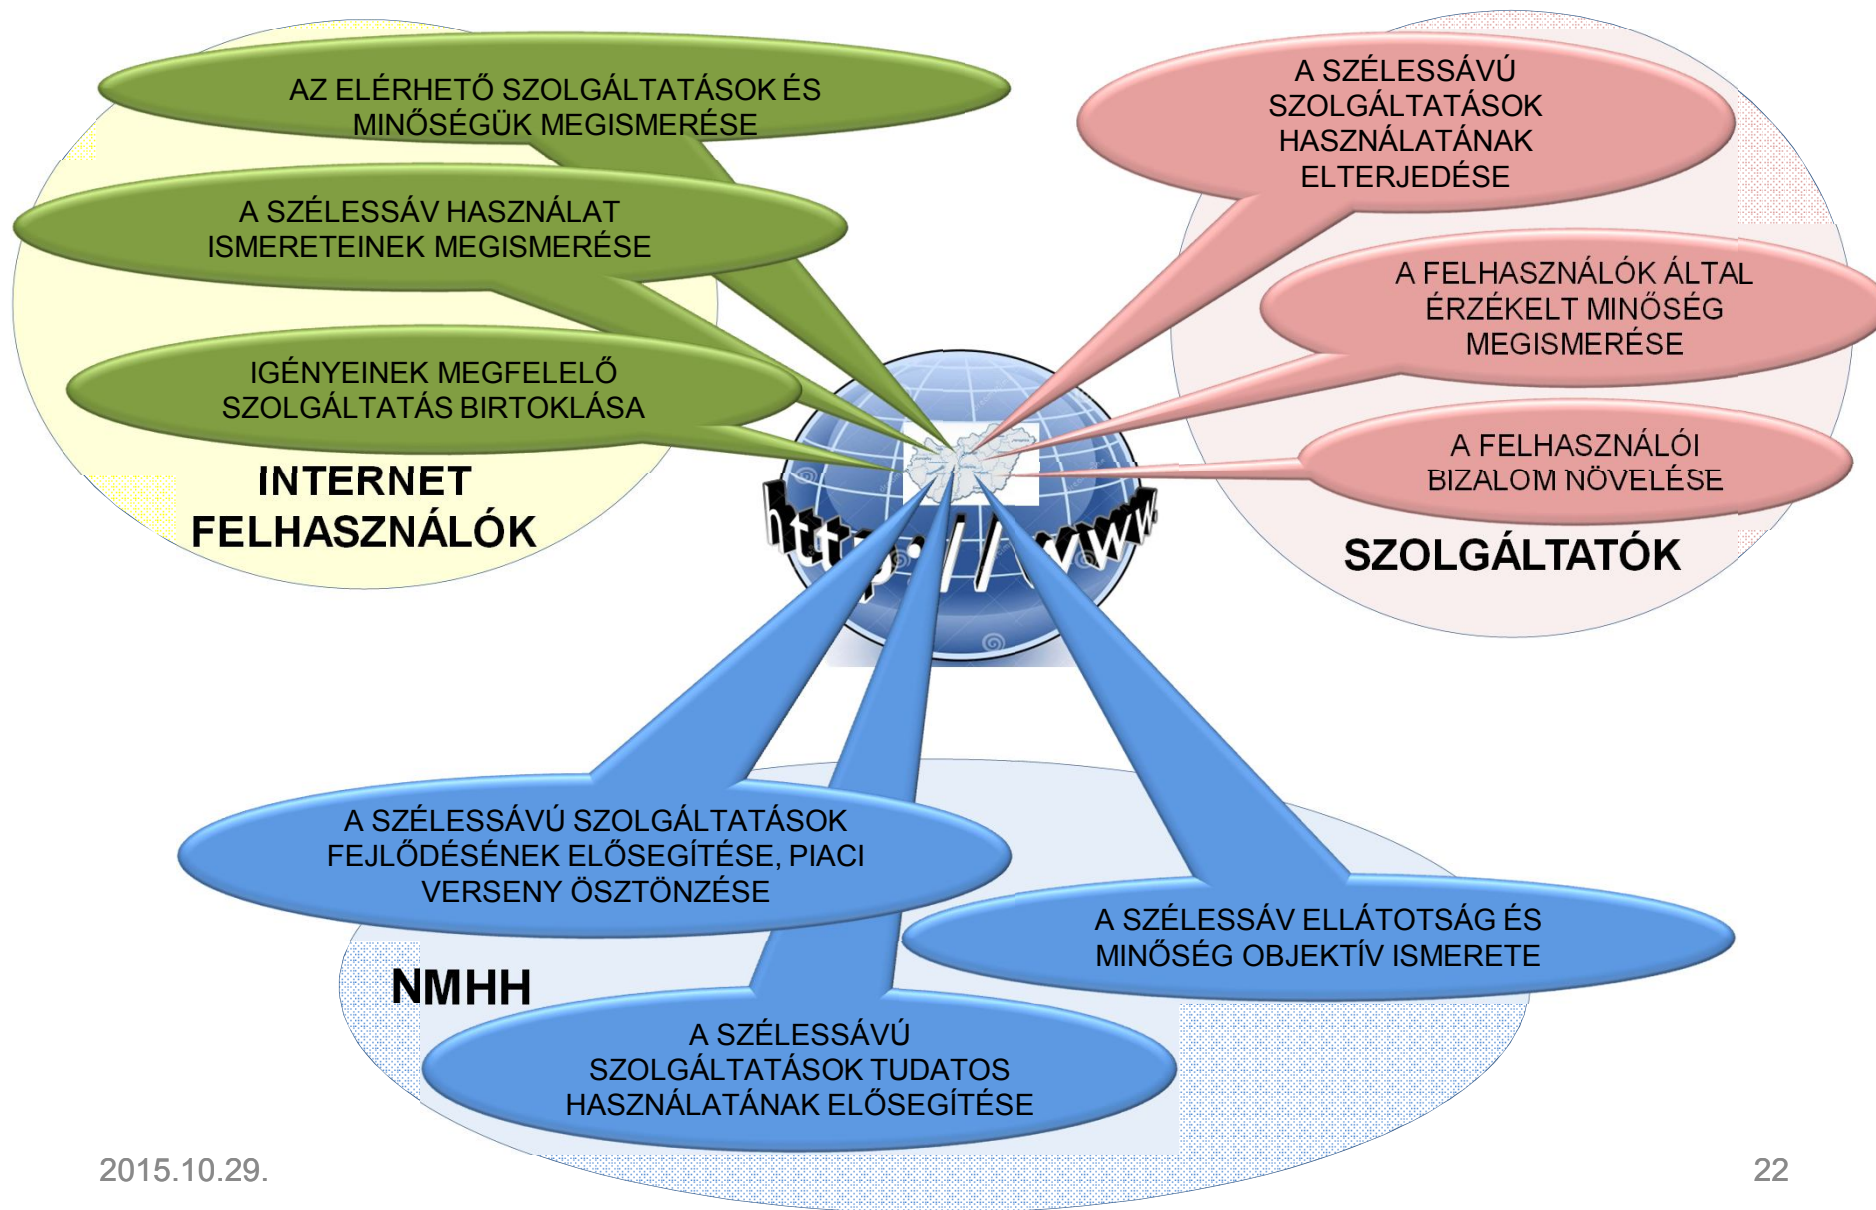 AZ ELÉRHETŐ SZOLGÁLTATÁSOK ÉS
MINŐSÉGÜK MEGISMERÉSE
A SZÉLESSÁV HASZNÁLAT
ISMERETEINEK MEGISMERÉSE
IGÉNYEINEK MEGFELELŐ
SZOLGÁLTATÁS BIRTOKLÁSA
INTERNET
FELHASZNÁLÓK
A SZÉLESSÁVÚ
SZOLGÁLTATÁSOK
HASZNÁLATÁNAK
ELTERJEDÉSE
A FELHASZNÁLÓK ÁLTAL
ÉRZÉKELT MINŐSÉG
MEGISMERÉSE
A FELHASZNÁLÓI
BIZALOM NÖVELÉSE
SZOLGÁLTATÓK
http://www
A SZÉLESSÁVÚ SZOLGÁLTATÁSOK
FEJLŐDÉSÉNEK ELŐSEGÍTÉSE, PIACI
VERSENY ÖSZTÖNZÉSE
A SZÉLESSÁV ELLÁTOTSÁG ÉS
MINŐSÉG OBJEKTÍV ISMERETE
NMHH
A SZÉLESSÁVÚ
SZOLGÁLTATÁSOK TUDATOS
HASZNÁLATÁNAK ELŐSEGÍTÉSE
2015.10.29.
22